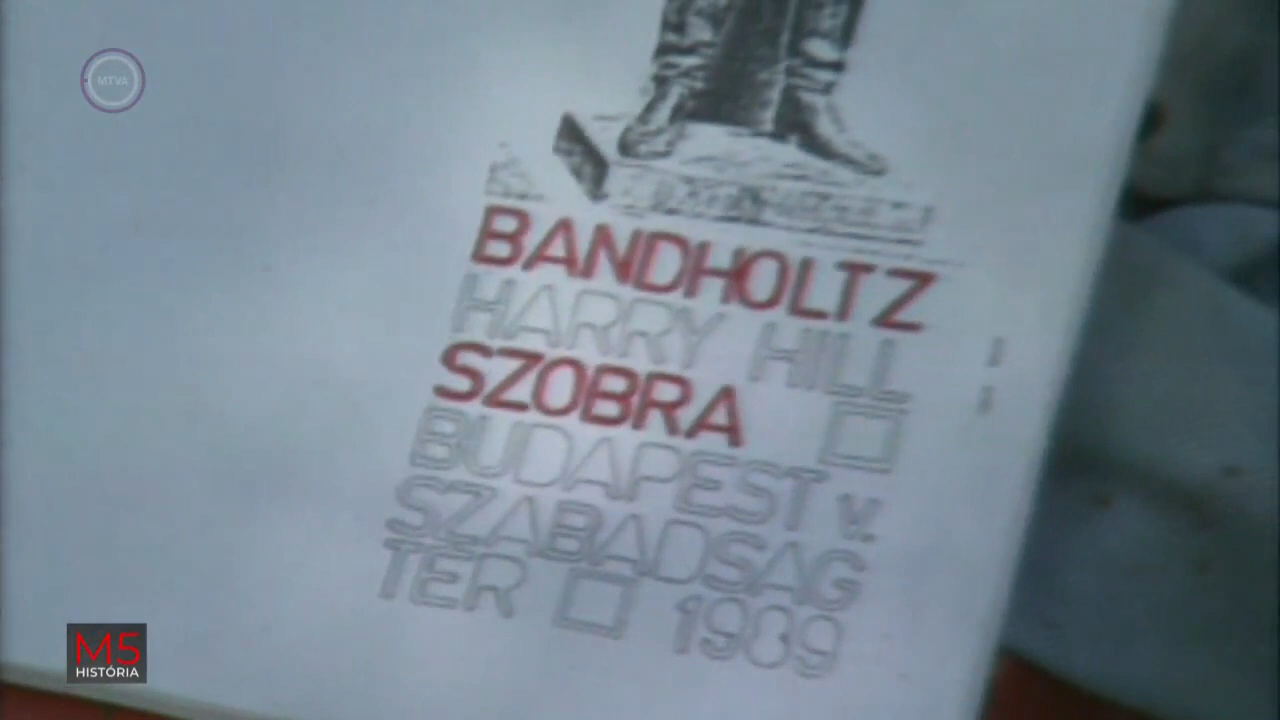 MTVA
BANDHOLTZ
HARRY HILL
SZOBRA
BUDAPEST V.
SZABADSAG
TER 1989
M5
HISTÓRIA